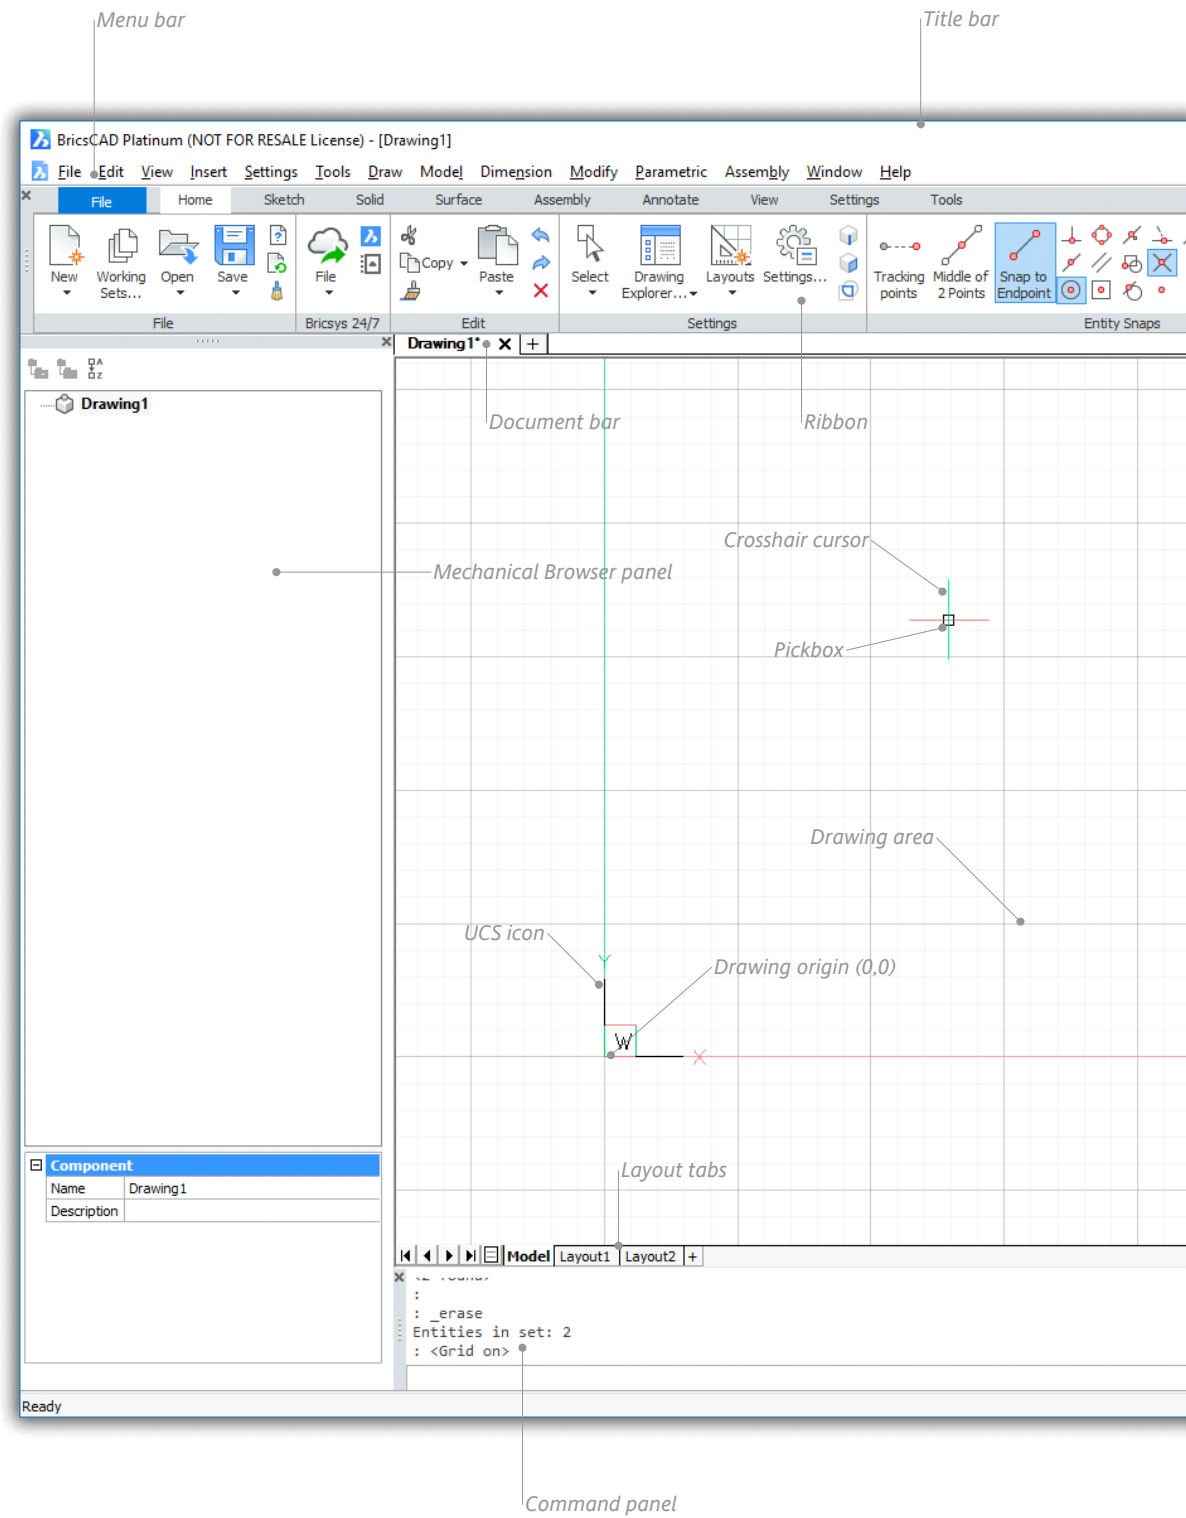 Menu bar
Title bar
BricsCAD Platinum (NOT FOR RESALE License) - [Drawing1]
File Edit View Insert Settings Tools Draw Model Dimension Modify Parametric Assembly Window Help
File Home Sketch Solid Surface Assembly Annotate View Settings Tools
New Working Sets... Open Save
File
Copy
Paste
Select
Drawing Explorer...
Layouts Settings...
Tracking points
Middle of 2 Points
Snap to Endpoint
File Bricsys 24/7 Edit Settings Entity Snaps
Drawing1*
Drawing1
Document bar
Ribbon
Crosshair cursor
Mechanical Browser panel
Pickbox
Drawing area
UCS icon
Drawing origin (0,0)
Y
W
X
Component
Name Drawing1
Description
Layout tabs
Model Layout1 Layout2 +
:
: _erase
Entities in set: 2
: <Grid on>
Ready
Command panel